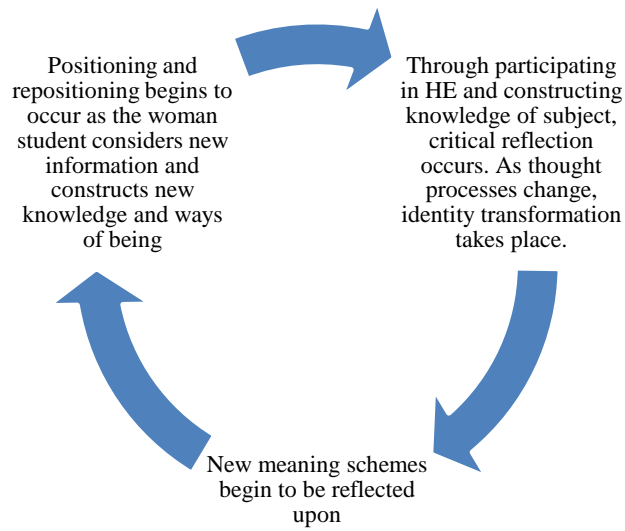 Positioning and
repositioning begins to
occur as the woman
student considers new
information and
constructs new
knowledge and ways
of being
Through participating
in HE and constructing
knowledge of subject,
critical reflection
occurs. As thought
processes change,
identity transformation
takes place.
New meaning schemes
begin to be reflected
upon